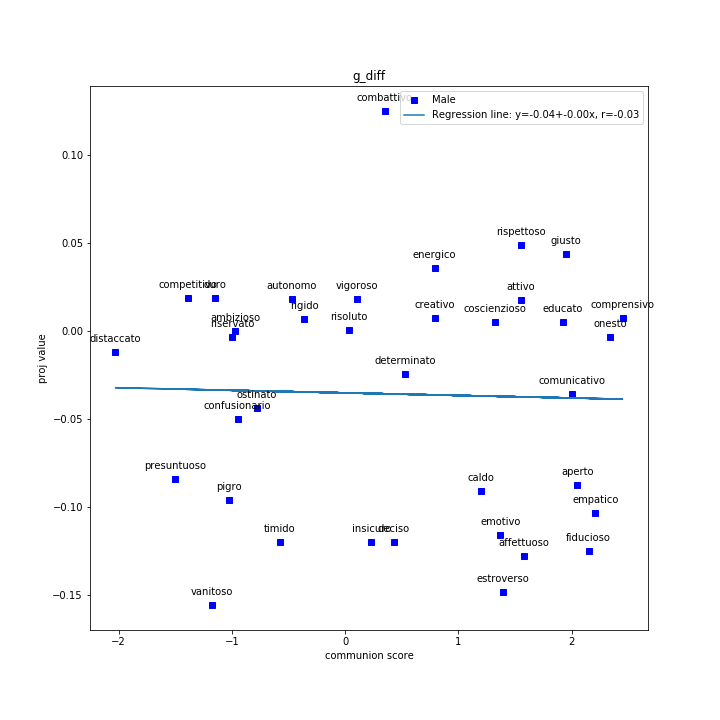 g_diff
combattivo
Male
Regression line: y=-0.04+-0.00x, r=-0.03
0.10
rispettoso
0.05
giusto
energico
competitivo
duro
autonomo
vigoroso
attivo
rigido
creativo
comprensivo
coscienzioso
educato
ambizioso
risoluto
riservato
onesto
0.00
distaccato
determinato
comunicativo
ostinato
−0.05
confusionario
presuntuoso
aperto
caldo
pigro
empatico
−0.10
timido
insicuro
deciso
emotivo
fiducioso
affettuoso
estroverso
vanitoso
−0.15
proj value
−2
−1
0
1
2
communion score